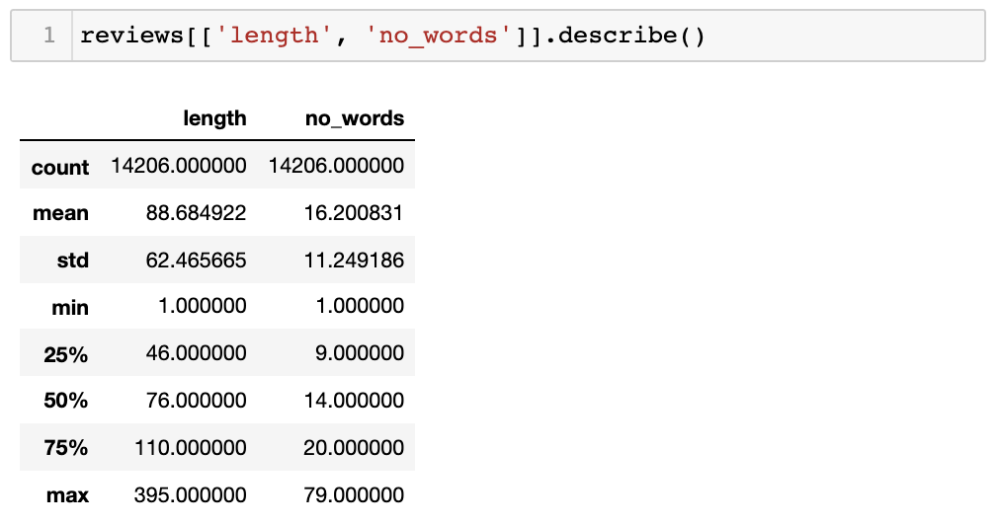 1 reviews[['length', 'no_words']].describe()
length no_words
count 14206.000000 14206.000000
mean 88.684922 16.200831
std 62.465665 11.249186
min 1.000000 1.000000
25% 46.000000 9.000000
50% 76.000000 14.000000
75% 110.000000 20.000000
max 395.000000 79.000000